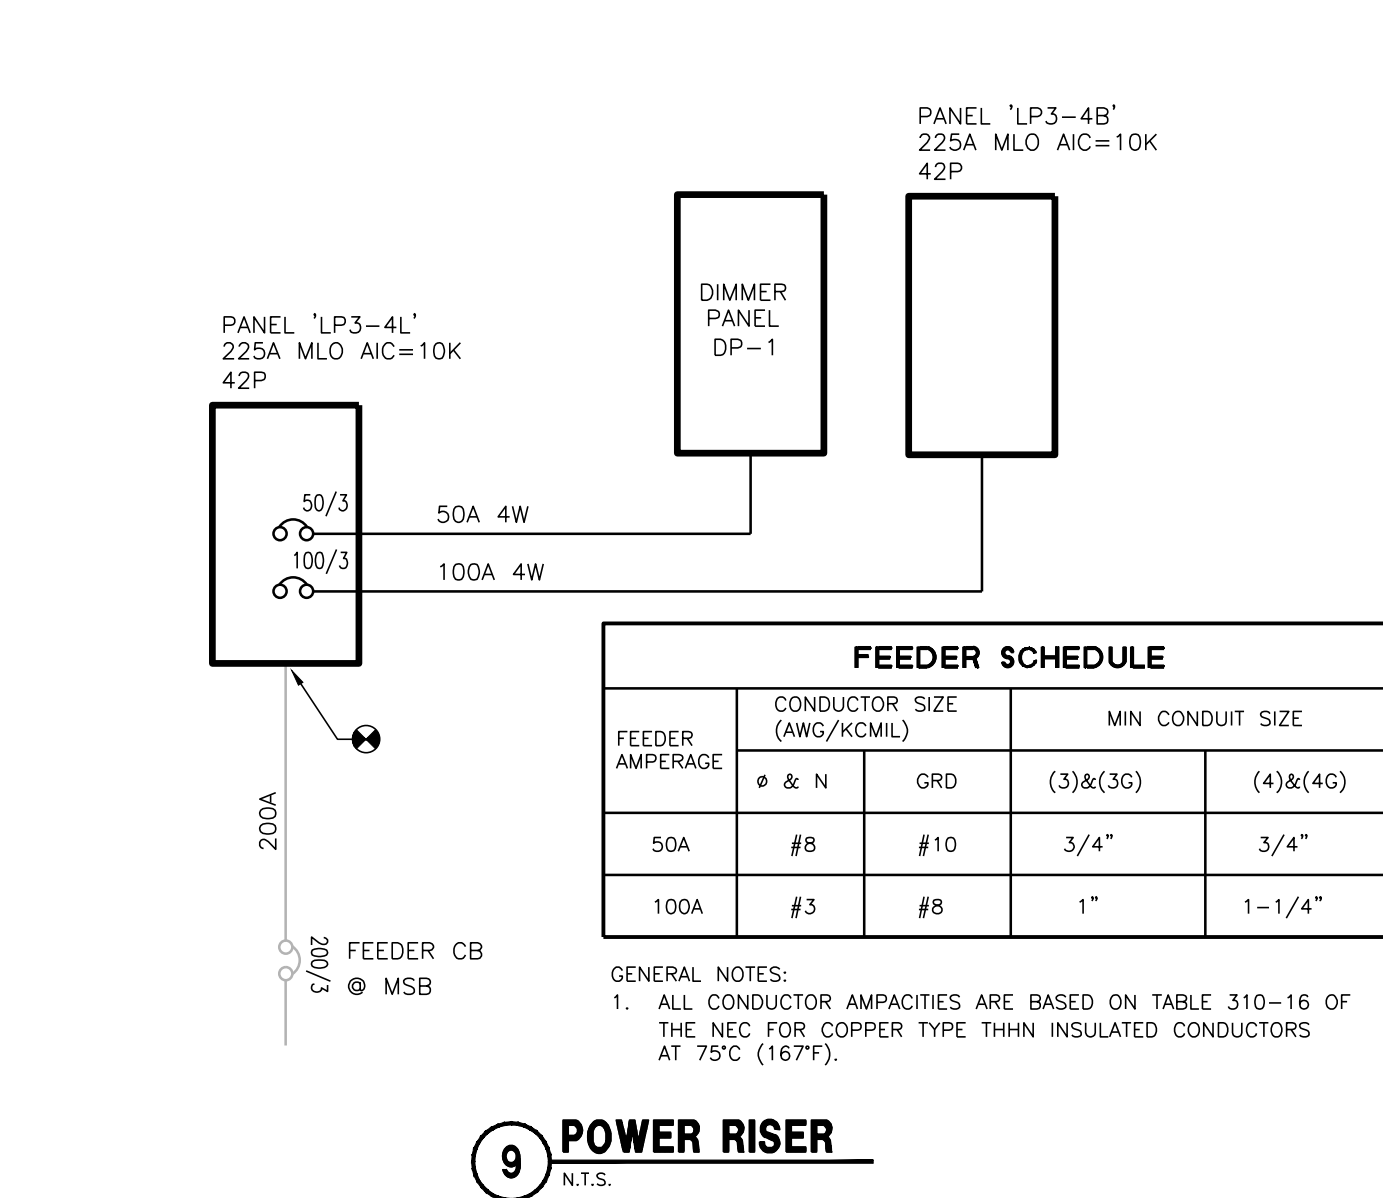 PANEL 'LP3-4B'
225A MLO AIC=10K
42P
DIMMER
PANEL
DP-1
PANEL 'LP3-4L'
225A MLO AIC=10K
42P
50/3
50A 4W
100/3
100A 4W
200A
200/3
FEEDER CB
@ MSB
FEEDER SCHEDULE
FEEDER
AMPERAGE
CONDUCTOR SIZE
(AWG/KCMIL)
MIN CONDUIT SIZE
ø & N
GRD
(3)&(3G)
(4)&(4G)
50A
#8
#10
3/4"
3/4"
100A
#3
#8
1"
1-1/4"
GENERAL NOTES:
1. ALL CONDUCTOR AMPACITIES ARE BASED ON TABLE 310-16 OF
THE NEC FOR COPPER TYPE THHN INSULATED CONDUCTORS
AT 75°C (167°F).
9
POWER RISER
N.T.S.